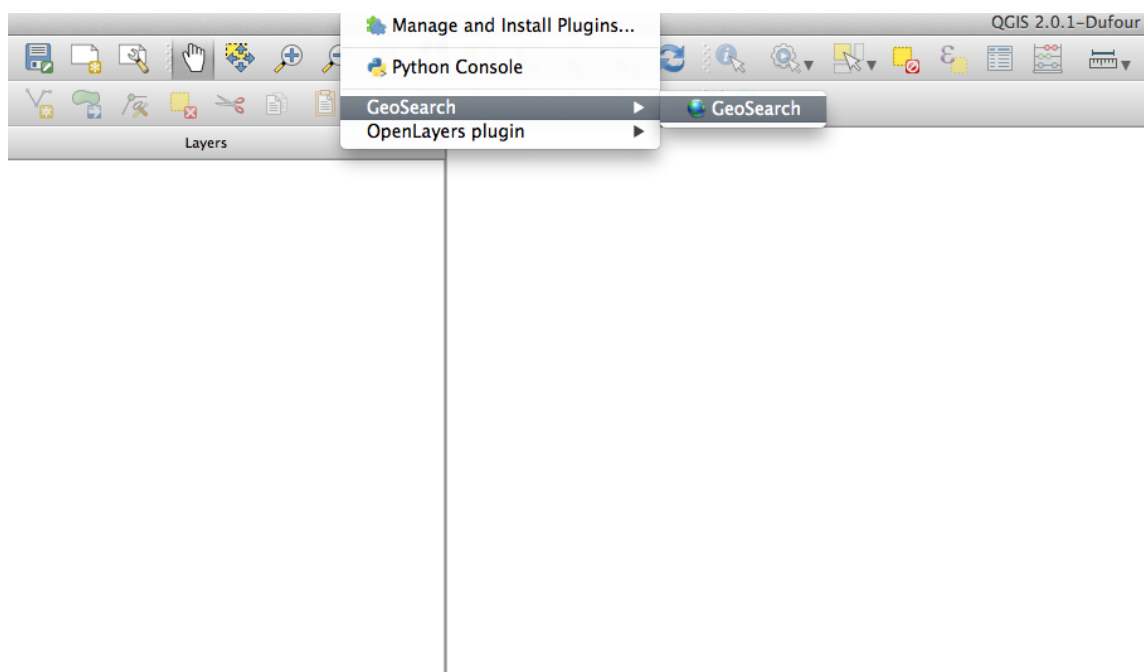 QGIS 2.0.1-Dufour
Manage and Install Plugins...
Python Console
GeoSearch
GeoSearch
OpenLayers plugin
Layers